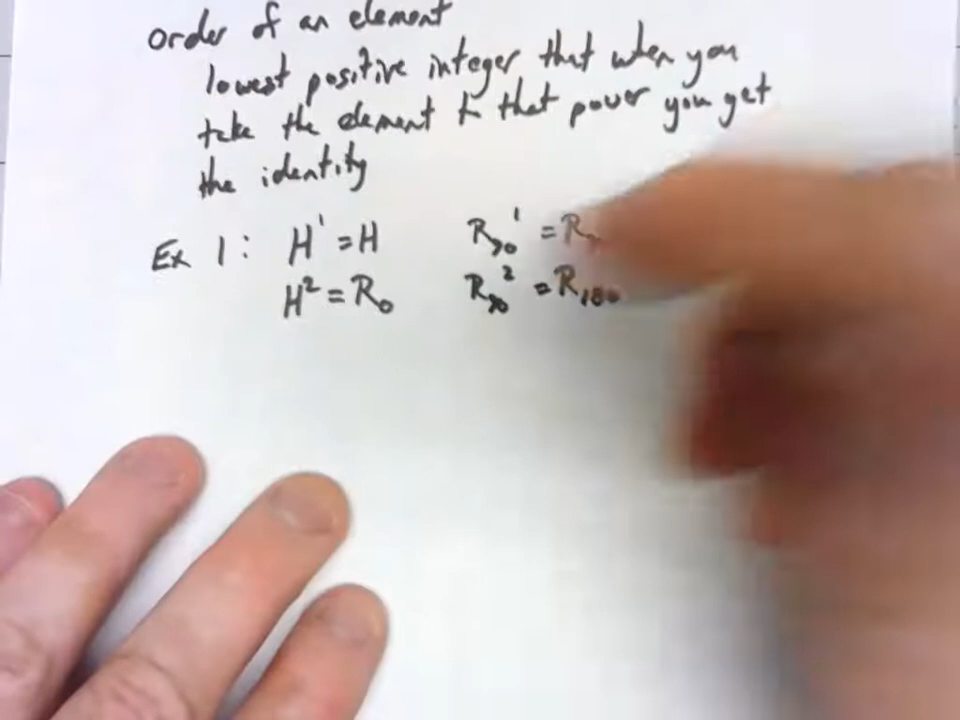 order of an element
lowest positive integer that when you
take the element to that power you get
the identity
Ex 1: H¹ = H R₉₀¹ = R
H² = R₀ R₉₀² = R₁₈₀